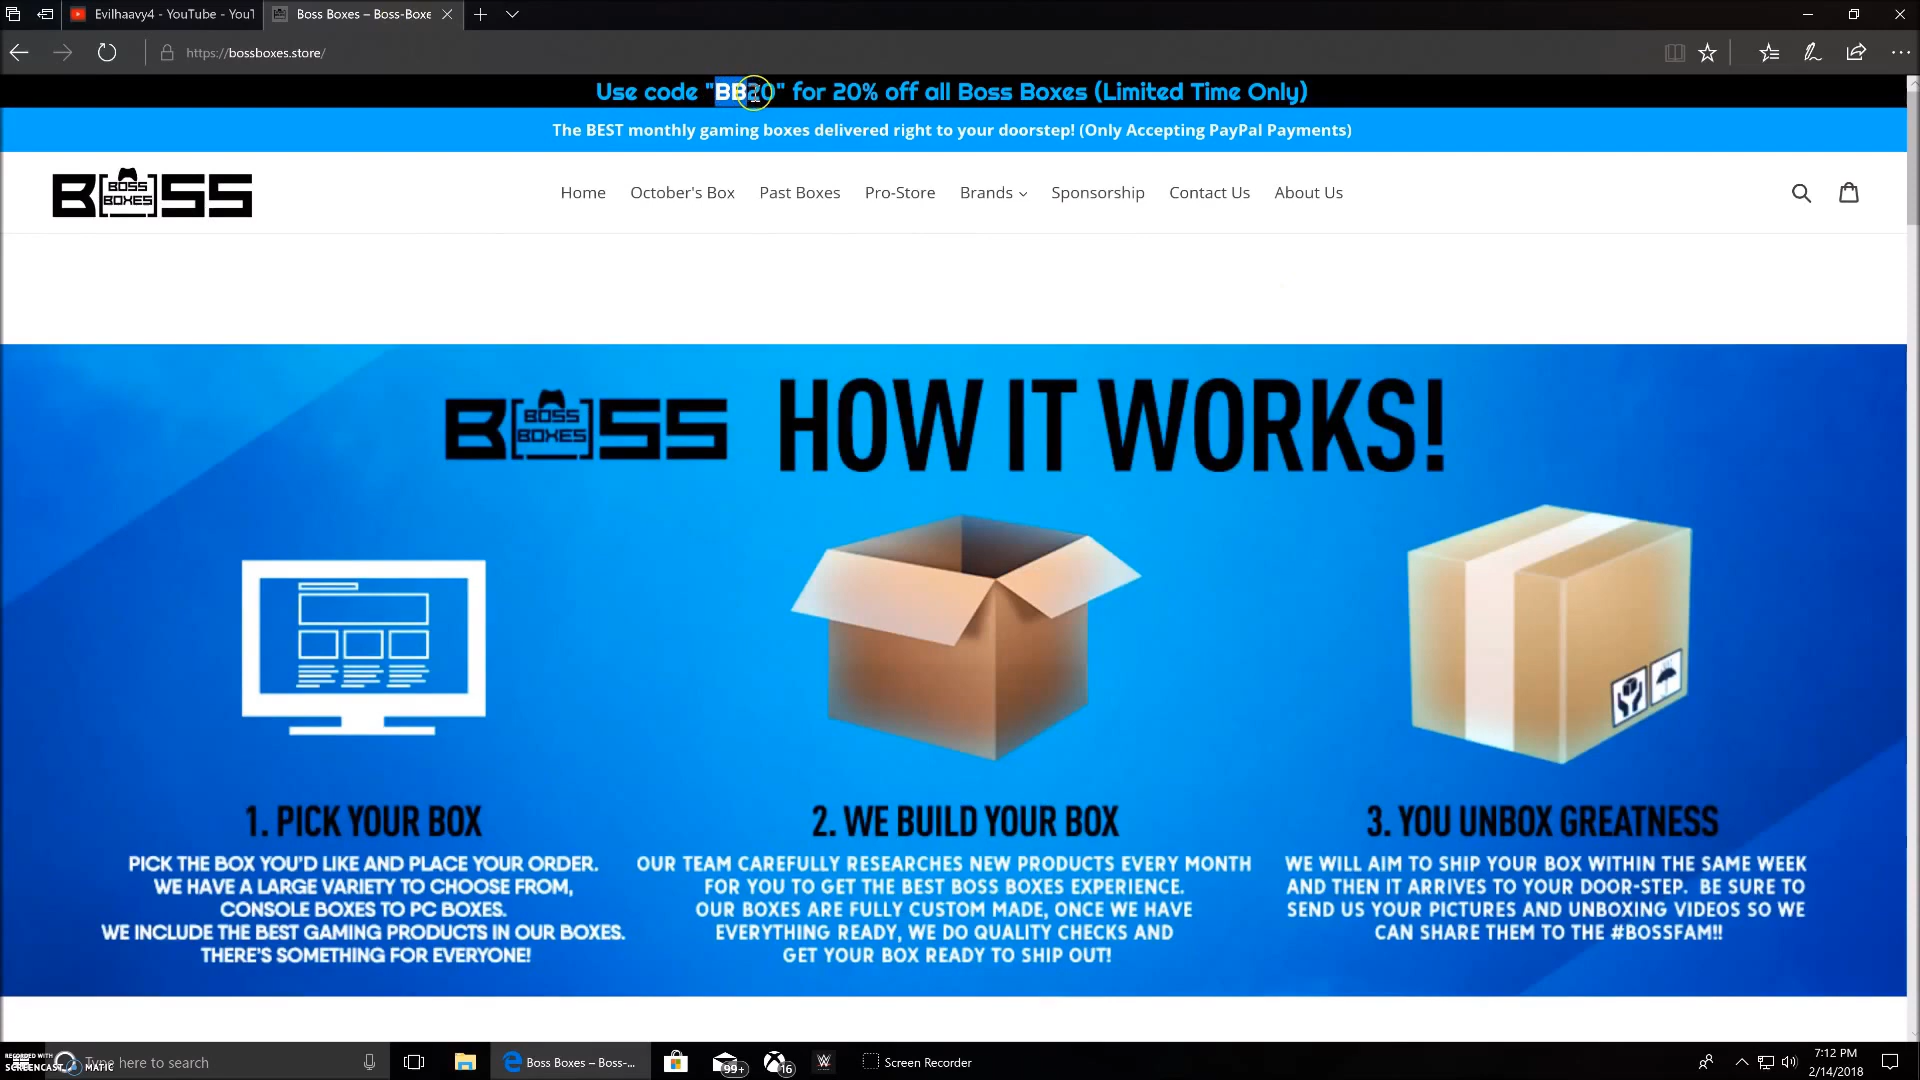 Evilhaavy4 - YouTube - YouT
Boss Boxes – Boss-Boxe
https://bossboxes.store/
Use code "BB20" for 20% off all Boss Boxes (Limited Time Only)
The BEST monthly gaming boxes delivered right to your doorstep! (Only Accepting PayPal Payments)
B[BOSS BOXES]SS
Home October's Box Past Boxes Pro-Store Brands Sponsorship Contact Us About Us
B[BOSS BOXES]SS HOW IT WORKS!
1. PICK YOUR BOX
PICK THE BOX YOU'D LIKE AND PLACE YOUR ORDER.
WE HAVE A LARGE VARIETY TO CHOOSE FROM,
CONSOLE BOXES TO PC BOXES.
WE INCLUDE THE BEST GAMING PRODUCTS IN OUR BOXES.
THERE'S SOMETHING FOR EVERYONE!
2. WE BUILD YOUR BOX
OUR TEAM CAREFULLY RESEARCHES NEW PRODUCTS EVERY MONTH
FOR YOU TO GET THE BEST BOSS BOXES EXPERIENCE.
OUR BOXES ARE FULLY CUSTOM MADE, ONCE WE HAVE
EVERYTHING READY, WE DO QUALITY CHECKS AND
GET YOUR BOX READY TO SHIP OUT!
3. YOU UNBOX GREATNESS
WE WILL AIM TO SHIP YOUR BOX WITHIN THE SAME WEEK
AND THEN IT ARRIVES TO YOUR DOOR-STEP. BE SURE TO
SEND US YOUR PICTURES AND UNBOXING VIDEOS SO WE
CAN SHARE THEM TO THE #BOSSFAM!!
RECORDED WITH
SCREENCAST MATIC
Type here to search
Boss Boxes – Boss-...
99+
16
W
Screen Recorder
7:12 PM
2/14/2018